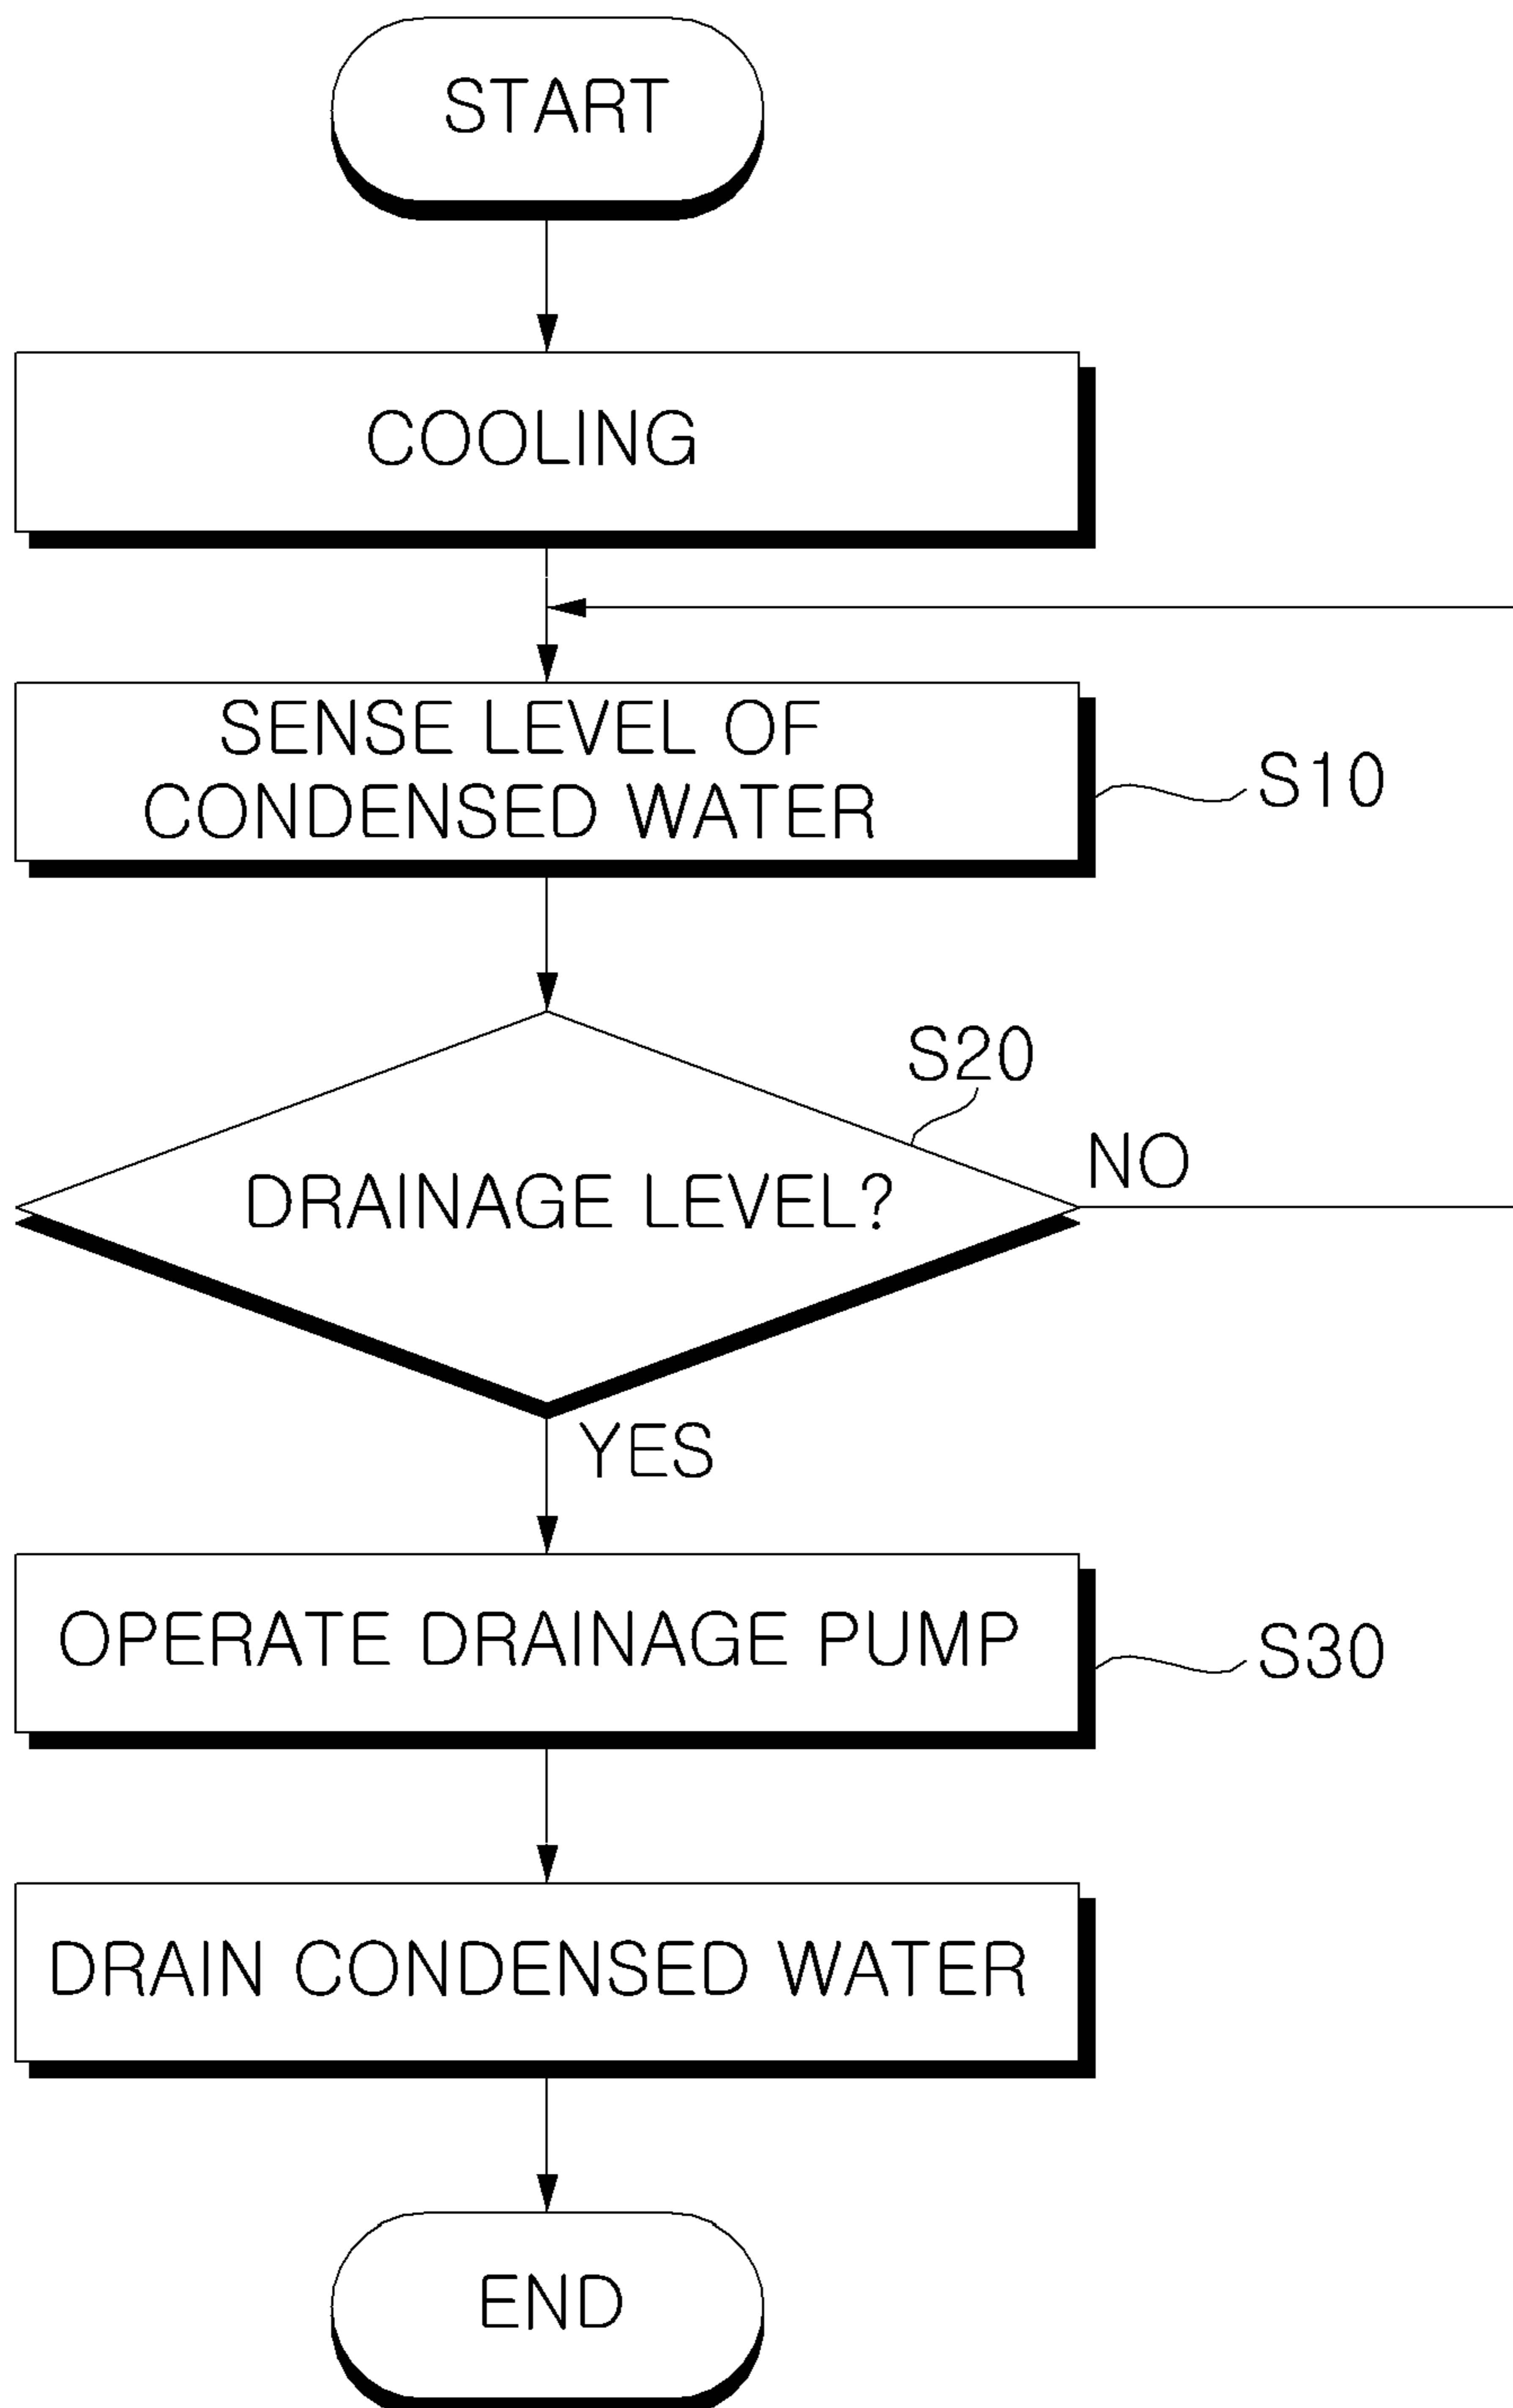 START
COOLING
SENSE LEVEL OF
CONDENSED WATER
S10
S20
DRAINAGE LEVEL?
NO
YES
OPERATE DRAINAGE PUMP
S30
DRAIN CONDENSED WATER
END